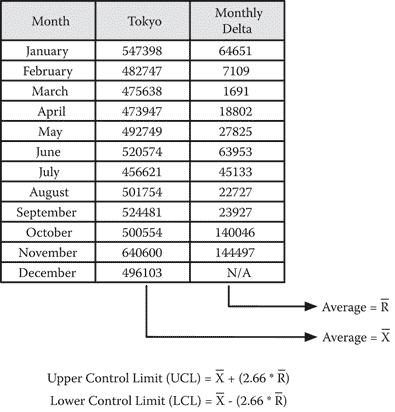 Month Tokyo Monthly Delta
January 547398 64651
February 482747 7109
March 475638 1691
April 473947 18802
May 492749 27825
June 520574 63953
July 456621 45133
August 501754 22727
September 524481 23927
October 500554 140046
November 640600 144497
December 496103 N/A
Average = R̅
Average = X̅
Upper Control Limit (UCL) = X̅ + (2.66 * R̅)
Lower Control Limit (LCL) = X̅ - (2.66 * R̅)